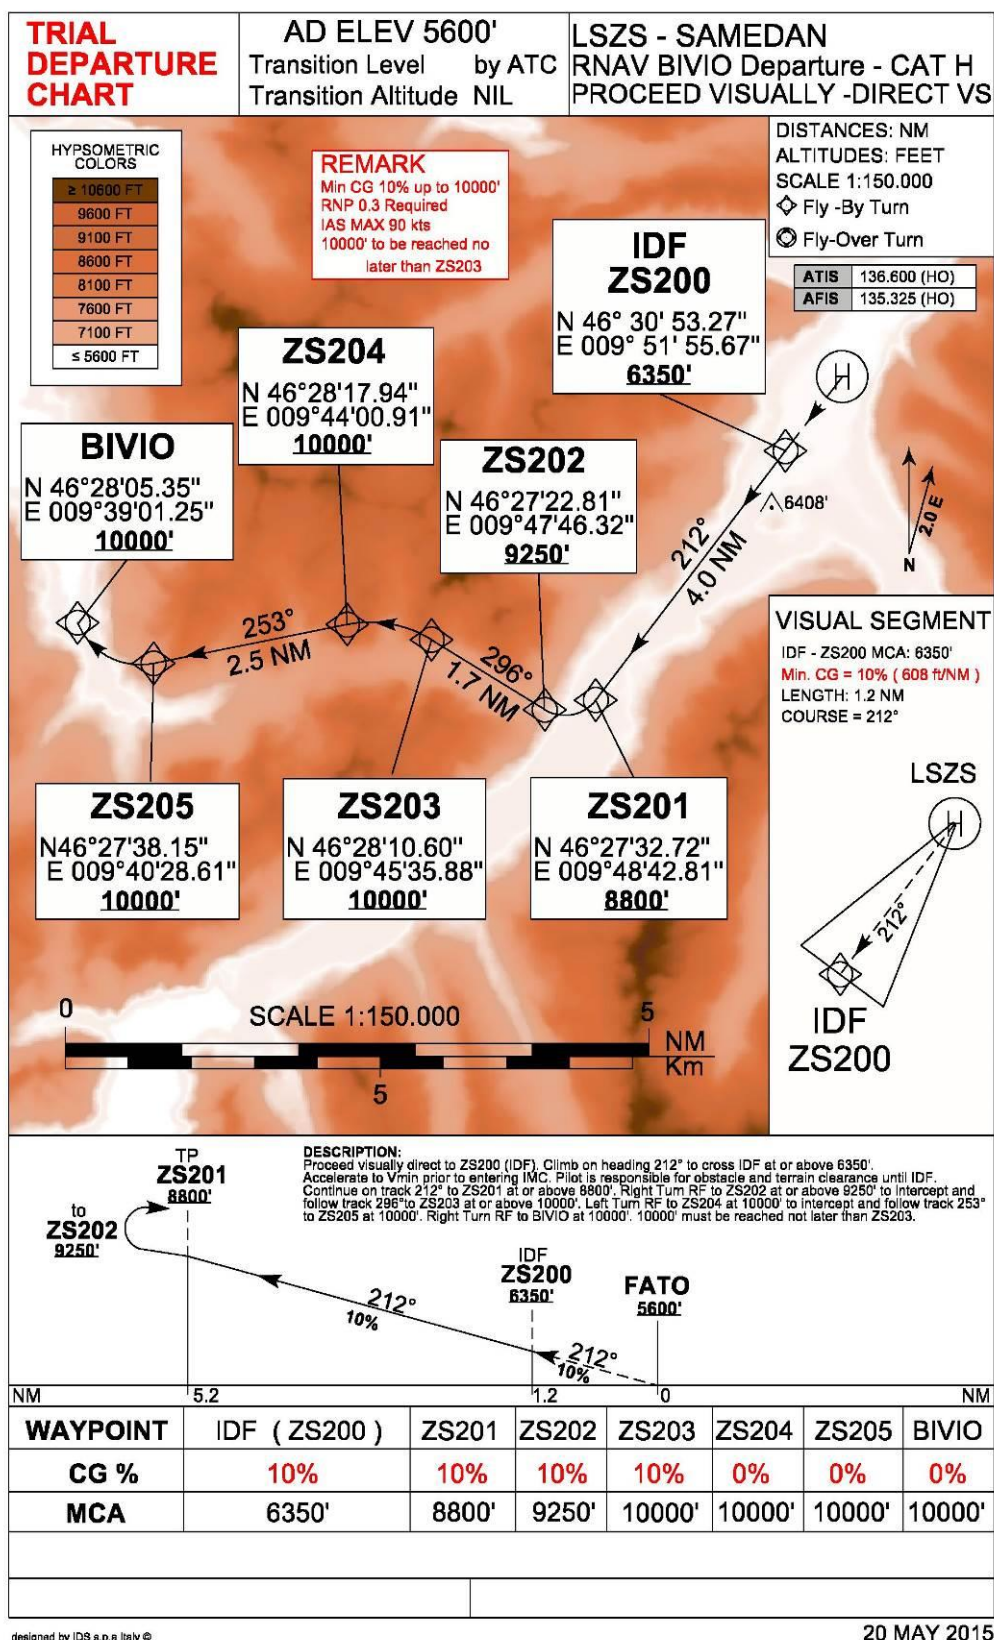 TRIAL
DEPARTURE
CHART
AD ELEV 5600'
Transition Level by ATC
Transition Altitude NIL
LSZS - SAMEDAN
RNAV BIVIO Departure - CAT H
PROCEED VISUALLY -DIRECT VS
HYPSOMETRIC
COLORS
≥ 10600 FT
9600 FT
9100 FT
8600 FT
8100 FT
7600 FT
7100 FT
≤ 5600 FT
REMARK
Min CG 10% up to 10000'
RNP 0.3 Required
IAS MAX 90 kts
10000' to be reached no
later than ZS203
DISTANCES: NM
ALTITUDES: FEET
SCALE 1:150.000
Fly -By Turn
Fly-Over Turn
ATIS 136.600 (HO)
AFIS 135.325 (HO)
IDF
ZS200
N 46° 30' 53.27"
E 009° 51' 55.67"
6350'
H
ZS204
N 46°28'17.94"
E 009°44'00.91"
10000'
BIVIO
N 46°28'05.35"
E 009°39'01.25"
10000'
ZS202
N 46°27'22.81"
E 009°47'46.32"
9250'
6408'
212°
4.0 NM
2.0 E
N
253°
2.5 NM
296°
1.7 NM
VISUAL SEGMENT
IDF - ZS200 MCA: 6350'
Min. CG = 10% ( 608 ft/NM )
LENGTH: 1.2 NM
COURSE = 212°
LSZS
H
212°
IDF
ZS200
ZS205
N46°27'38.15"
E 009°40'28.61"
10000'
ZS203
N 46°28'10.60"
E 009°45'35.88"
10000'
ZS201
N 46°27'32.72"
E 009°48'42.81"
8800'
0
SCALE 1:150.000
5
NM
Km
5
DESCRIPTION:
Proceed visually direct to ZS200 (IDF). Climb on heading 212° to cross IDF at or above 6350'.
Accelerate to Vmin prior to entering IMC. Pilot is responsible for obstacle and terrain clearance until IDF.
Continue on track 212° to ZS201 at or above 8800'. Right Turn RF to ZS202 at or above 9250' to intercept and
follow track 296°to ZS203 at or above 10000'. Left Turn RF to ZS204 at 10000' to intercept and follow track 253°
to ZS205 at 10000'. Right Turn RF to BIVIO at 10000'. 10000' must be reached not later than ZS203.
TP
ZS201
8800'
to
ZS202
9250'
IDF
ZS200
6350'
FATO
5600'
212°
10%
212°
10%
NM 5.2 1.2 0 NM
WAYPOINT IDF ( ZS200 ) ZS201 ZS202 ZS203 ZS204 ZS205 BIVIO
CG % 10% 10% 10% 10% 0% 0% 0%
MCA 6350' 8800' 9250' 10000' 10000' 10000' 10000'
designed by IDS s.p.a Italy ©
20 MAY 2015